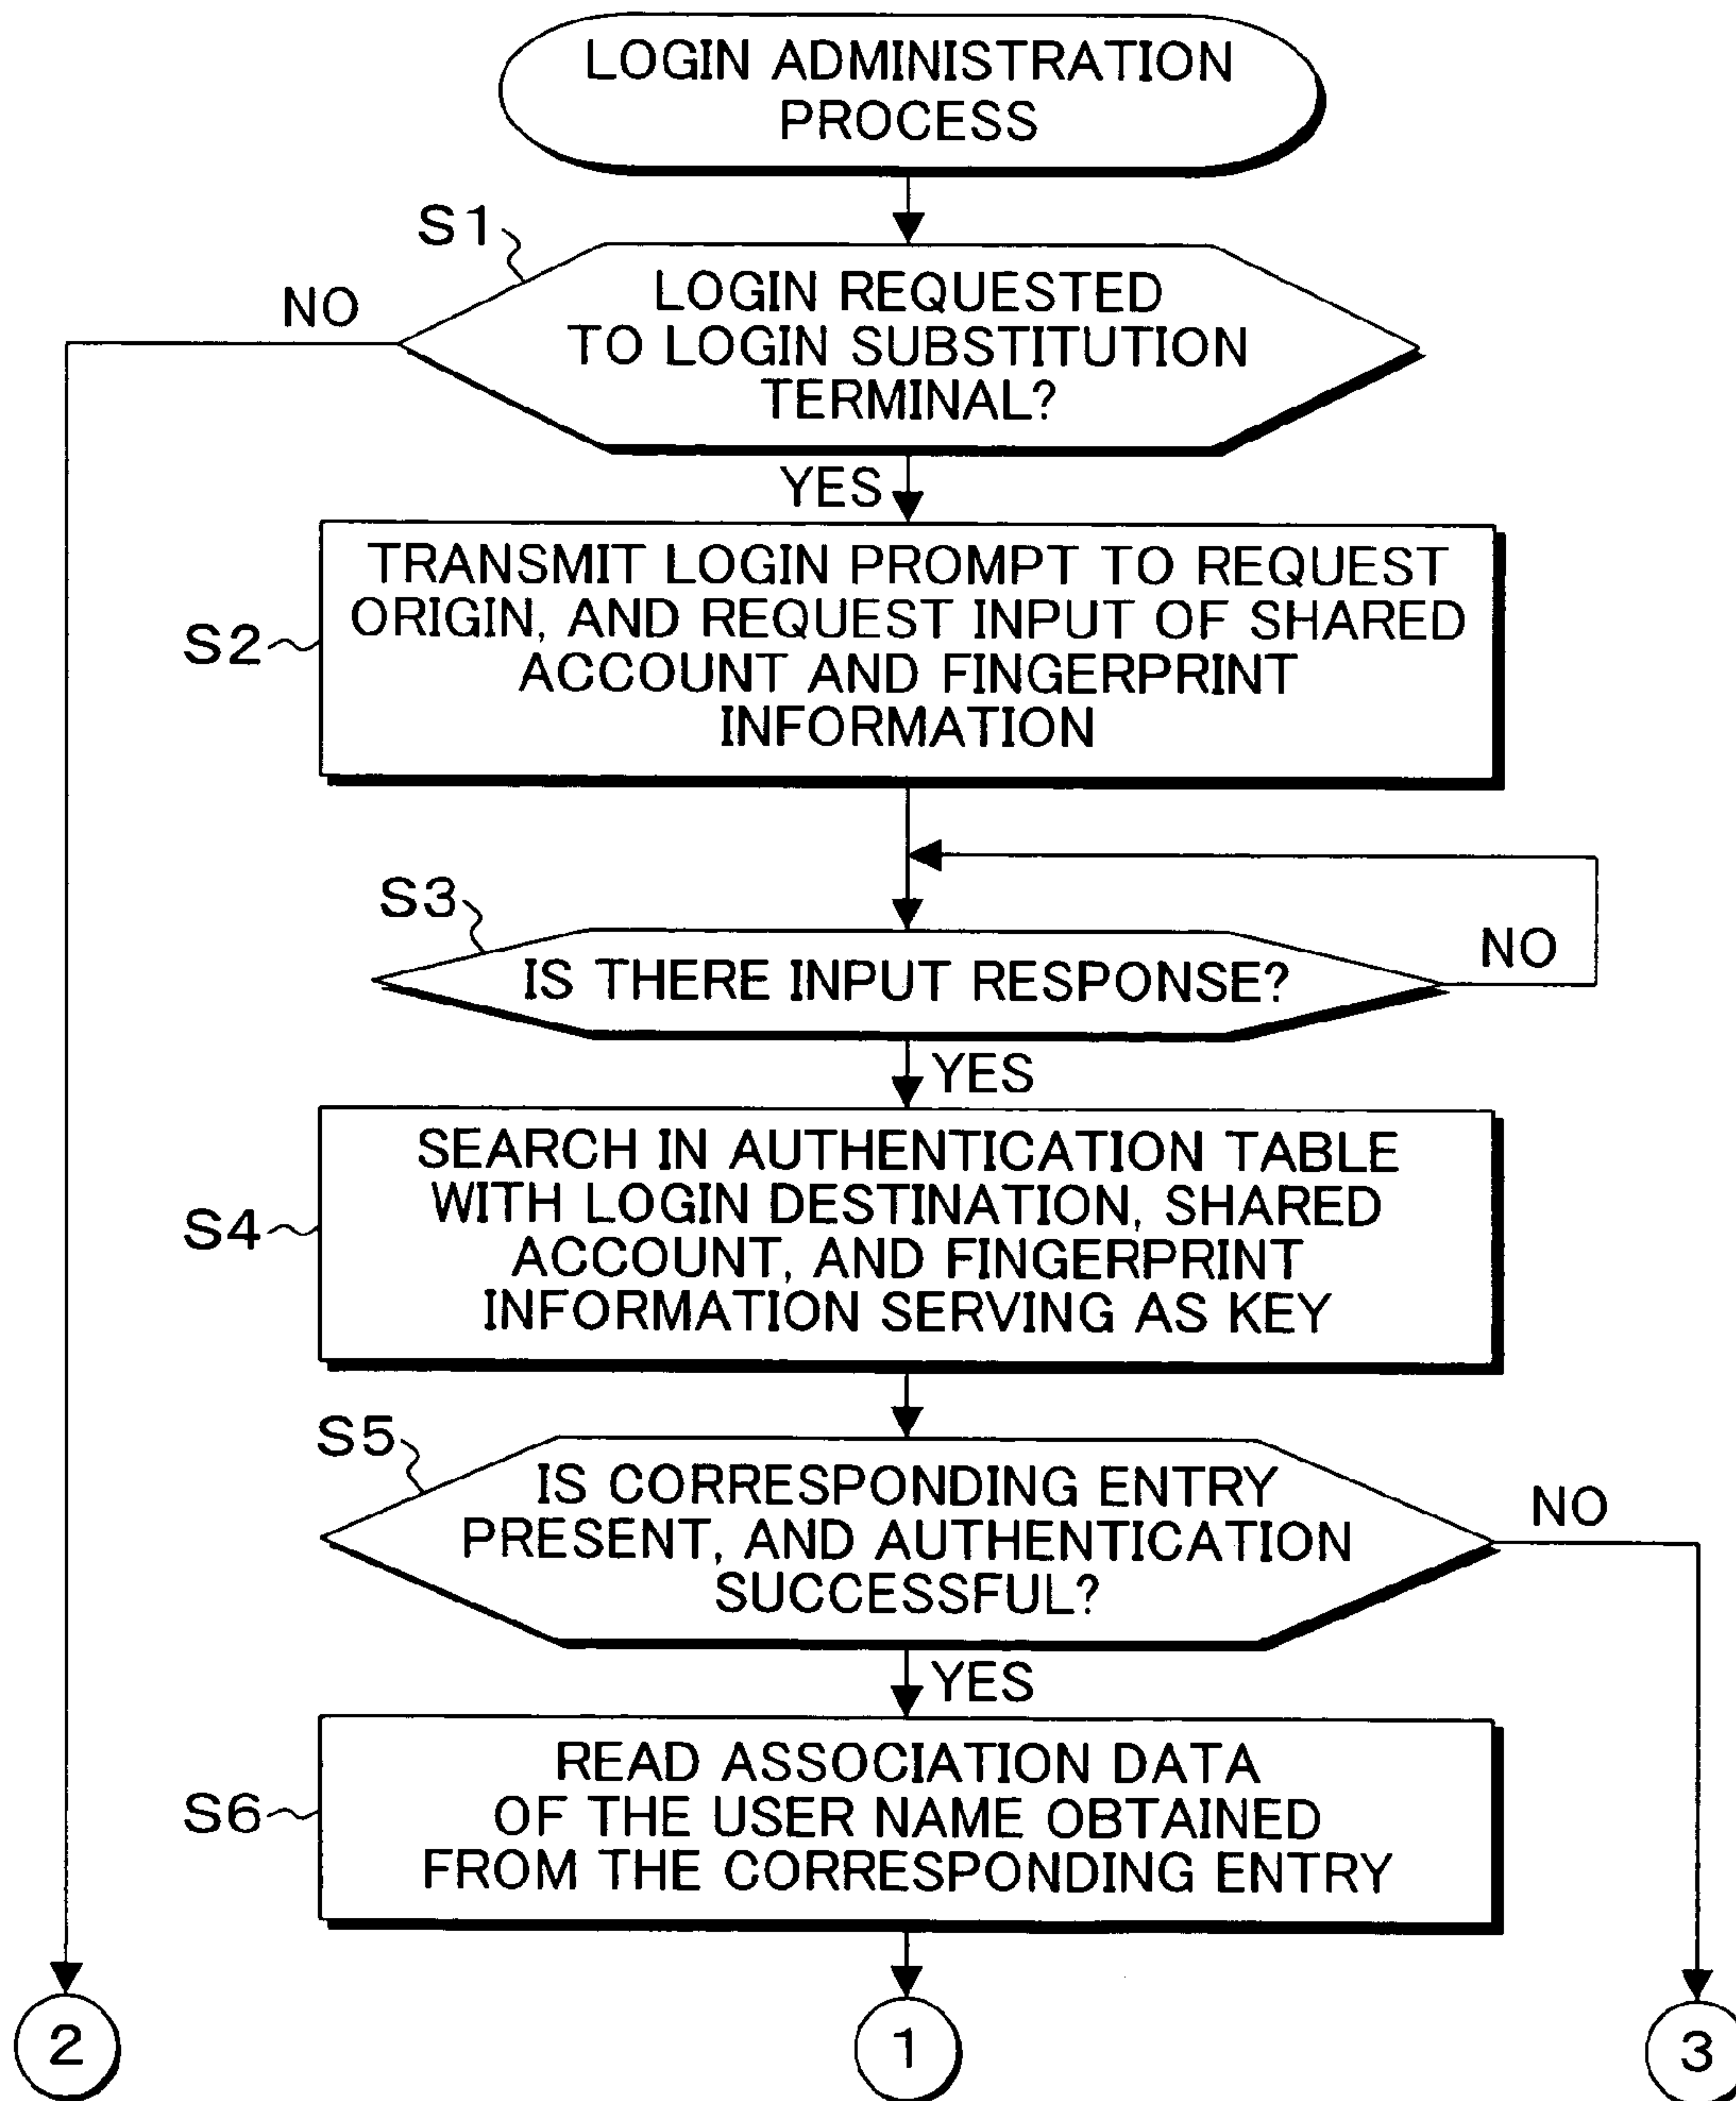 LOGIN ADMINISTRATION
PROCESS
S1
NO
LOGIN REQUESTED
TO LOGIN SUBSTITUTION
TERMINAL?
YES
S2
TRANSMIT LOGIN PROMPT TO REQUEST
ORIGIN, AND REQUEST INPUT OF SHARED
ACCOUNT AND FINGERPRINT
INFORMATION
S3
IS THERE INPUT RESPONSE?
NO
YES
S4
SEARCH IN AUTHENTICATION TABLE
WITH LOGIN DESTINATION, SHARED
ACCOUNT, AND FINGERPRINT
INFORMATION SERVING AS KEY
S5
IS CORRESPONDING ENTRY
PRESENT, AND AUTHENTICATION
SUCCESSFUL?
NO
YES
S6
READ ASSOCIATION DATA
OF THE USER NAME OBTAINED
FROM THE CORRESPONDING ENTRY
2
1
3